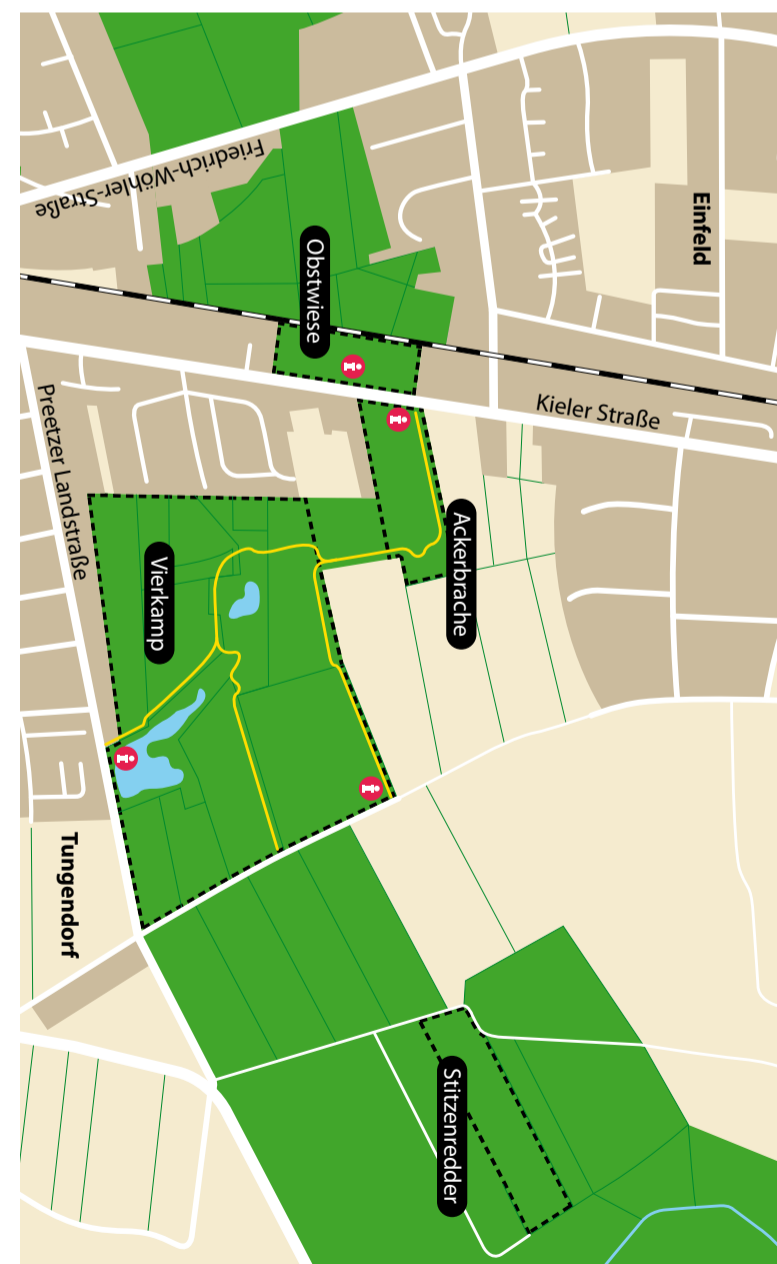 Friedrich-Wöhler-Straße
Einfeld
Obstwiese
Kieler Straße
Preetzer Landstraße
Ackerbrache
Vierkamp
Tungendorf
Stitzenredder